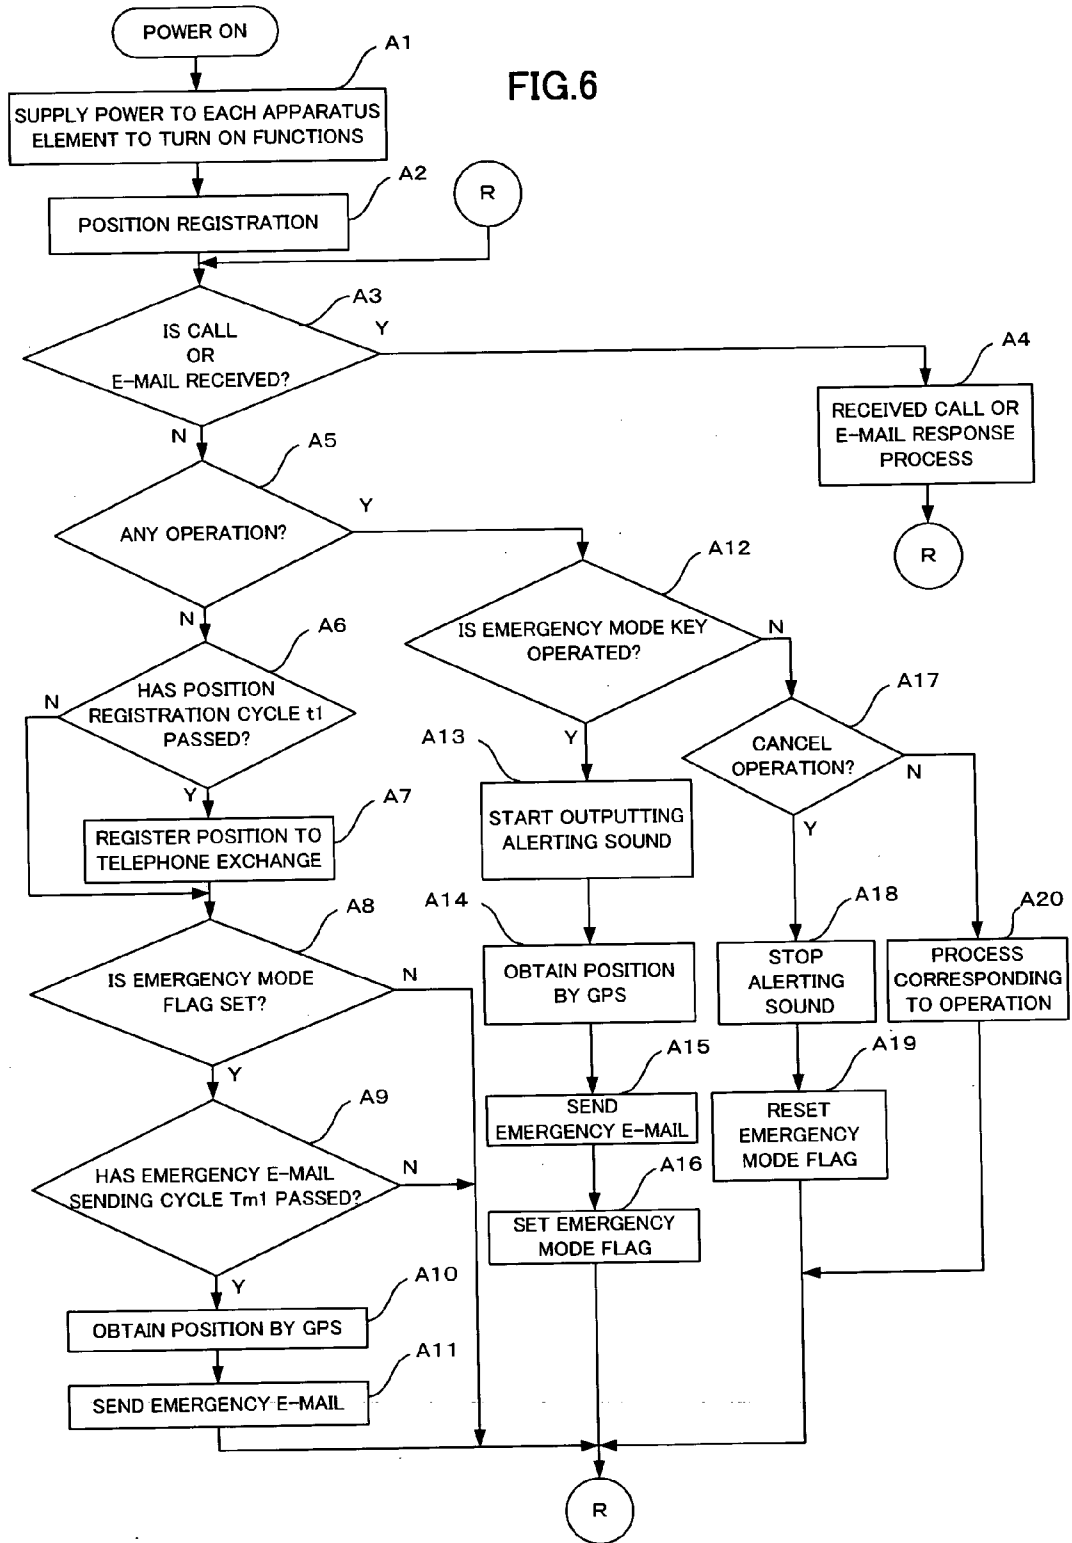 POWER ON
A1
FIG.6
SUPPLY POWER TO EACH APPARATUS
ELEMENT TO TURN ON FUNCTIONS
A2
R
POSITION REGISTRATION
A3
IS CALL
OR
E-MAIL RECEIVED?
Y
N
A4
RECEIVED CALL OR
E-MAIL RESPONSE
PROCESS
R
A5
ANY OPERATION?
Y
N
A6
HAS POSITION
REGISTRATION CYCLE t1
PASSED?
N
Y
A7
REGISTER POSITION TO
TELEPHONE EXCHANGE
A8
IS EMERGENCY MODE
FLAG SET?
N
Y
A9
HAS EMERGENCY E-MAIL
SENDING CYCLE Tm1 PASSED?
N
Y
A10
OBTAIN POSITION BY GPS
A11
SEND EMERGENCY E-MAIL
A12
IS EMERGENCY MODE KEY
OPERATED?
N
Y
A13
START OUTPUTTING
ALERTING SOUND
A14
OBTAIN POSITION
BY GPS
A15
SEND
EMERGENCY E-MAIL
A16
SET EMERGENCY
MODE FLAG
A17
CANCEL
OPERATION?
N
Y
A18
STOP
ALERTING
SOUND
A19
RESET
EMERGENCY
MODE FLAG
A20
PROCESS
CORRESPONDING
TO OPERATION
R